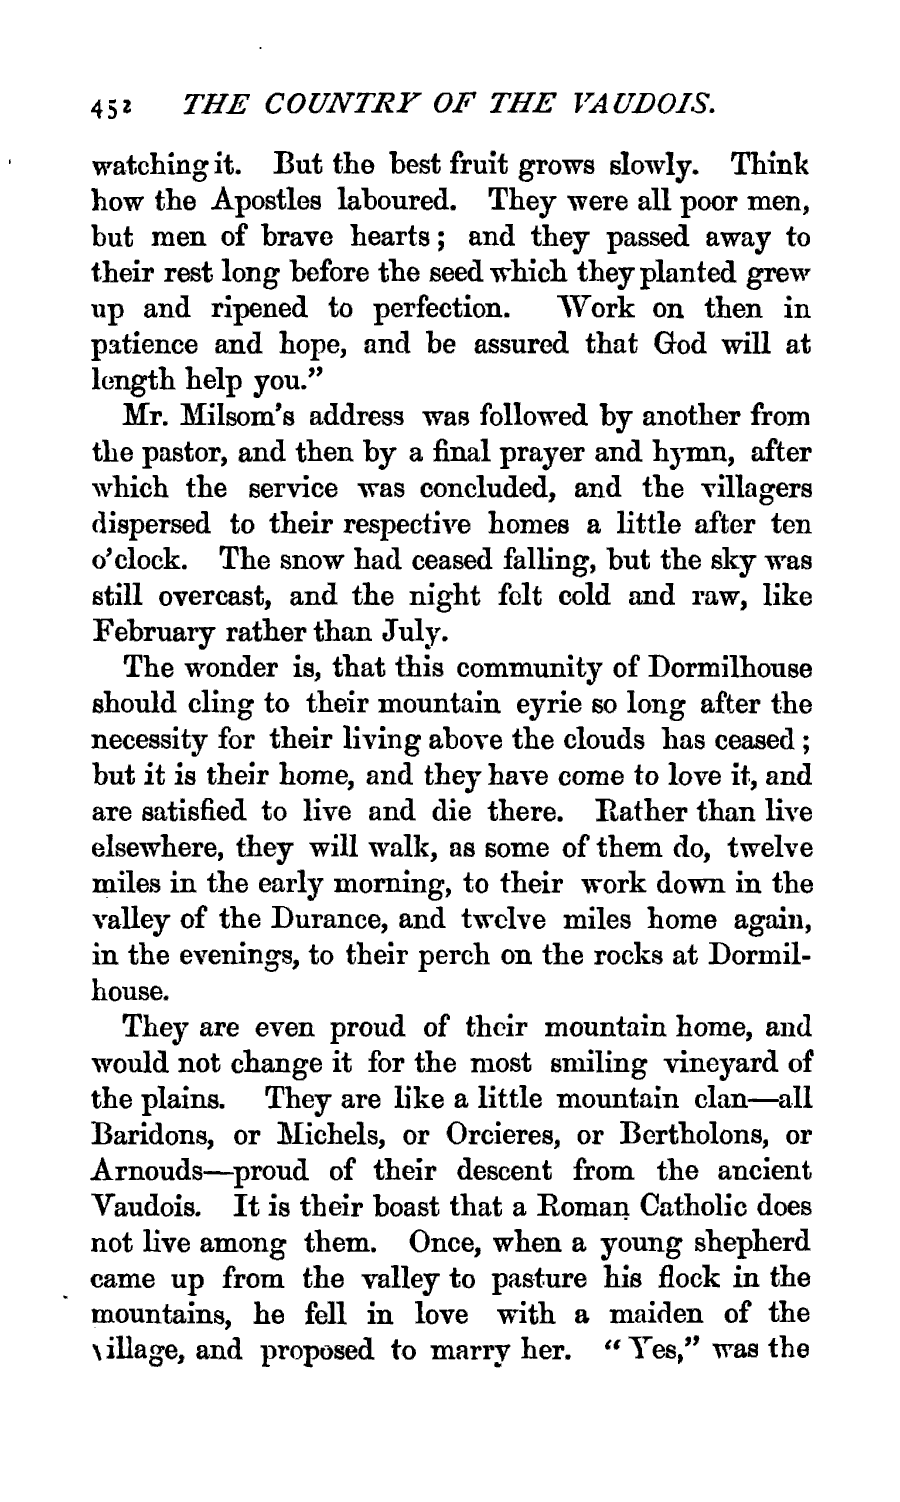 452 THE COUNTRY OF THE VAUDOIS.
watching it. But the best fruit grows slowly. Think
how the Apostles laboured. They were all poor men,
but men of brave hearts; and they passed away to
their rest long before the seed which they planted grew
up and ripened to perfection. Work on then in
patience and hope, and be assured that God will at
length help you."
Mr. Milsom's address was followed by another from
the pastor, and then by a final prayer and hymn, after
which the service was concluded, and the villagers
dispersed to their respective homes a little after ten
o'clock. The snow had ceased falling, but the sky was
still overcast, and the night felt cold and raw, like
February rather than July.
The wonder is, that this community of Dormilhouse
should cling to their mountain eyrie so long after the
necessity for their living above the clouds has ceased;
but it is their home, and they have come to love it, and
are satisfied to live and die there. Rather than live
elsewhere, they will walk, as some of them do, twelve
miles in the early morning, to their work down in the
valley of the Durance, and twelve miles home again,
in the evenings, to their perch on the rocks at Dormil-
house.
They are even proud of their mountain home, and
would not change it for the most smiling vineyard of
the plains. They are like a little mountain clan—all
Baridons, or Michels, or Orcieres, or Bertholons, or
Arnouds—proud of their descent from the ancient
Vaudois. It is their boast that a Roman Catholic does
not live among them. Once, when a young shepherd
came up from the valley to pasture his flock in the
mountains, he fell in love with a maiden of the
village, and proposed to marry her. "Yes," was the